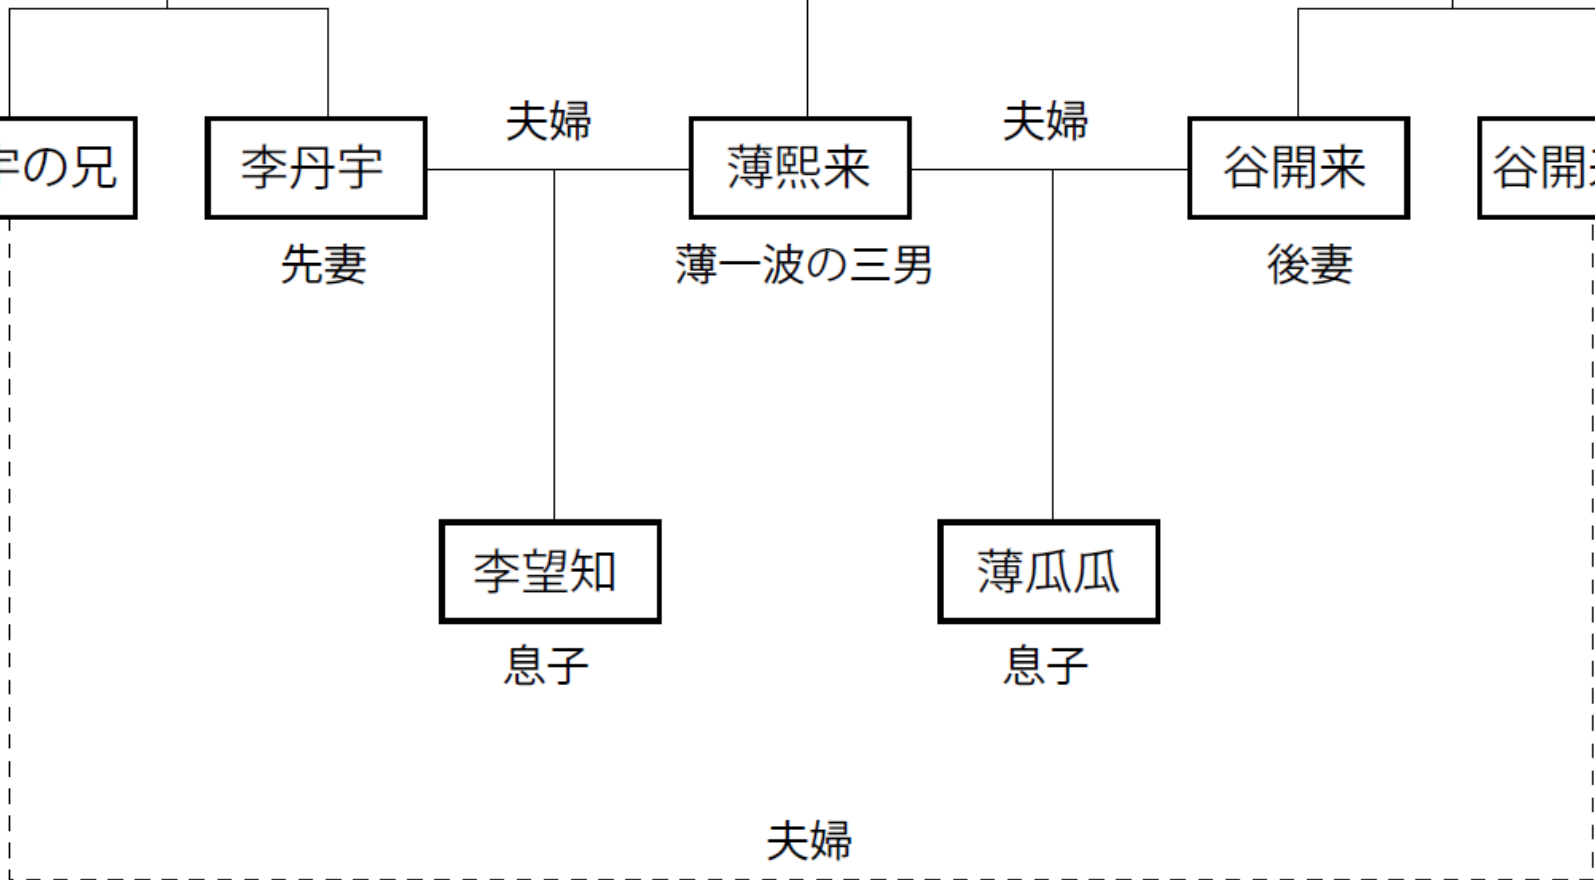 夫婦
夫婦
の兄
李丹宇
薄熙来
谷開来
谷開
先妻
薄一波の三男
後妻
李望知
薄瓜瓜
息子
息子
夫婦